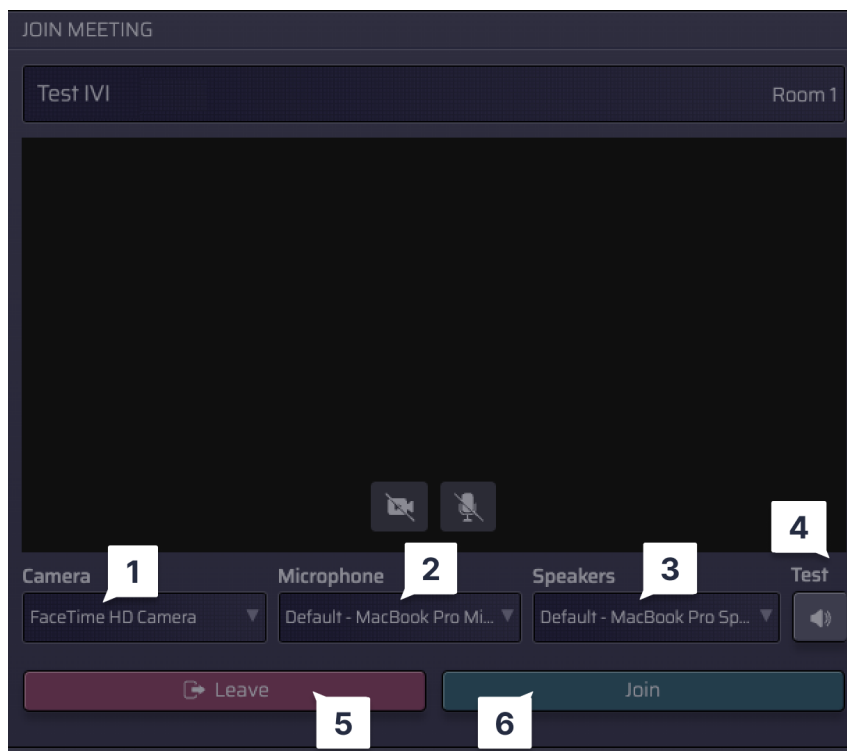 JOIN MEETING
Test IVI Room 1
4
1 2 3
Camera Microphone Speakers Test
FaceTime HD Camera Default - MacBook Pro Mi... Default - MacBook Pro Sp...
Leave Join
5 6